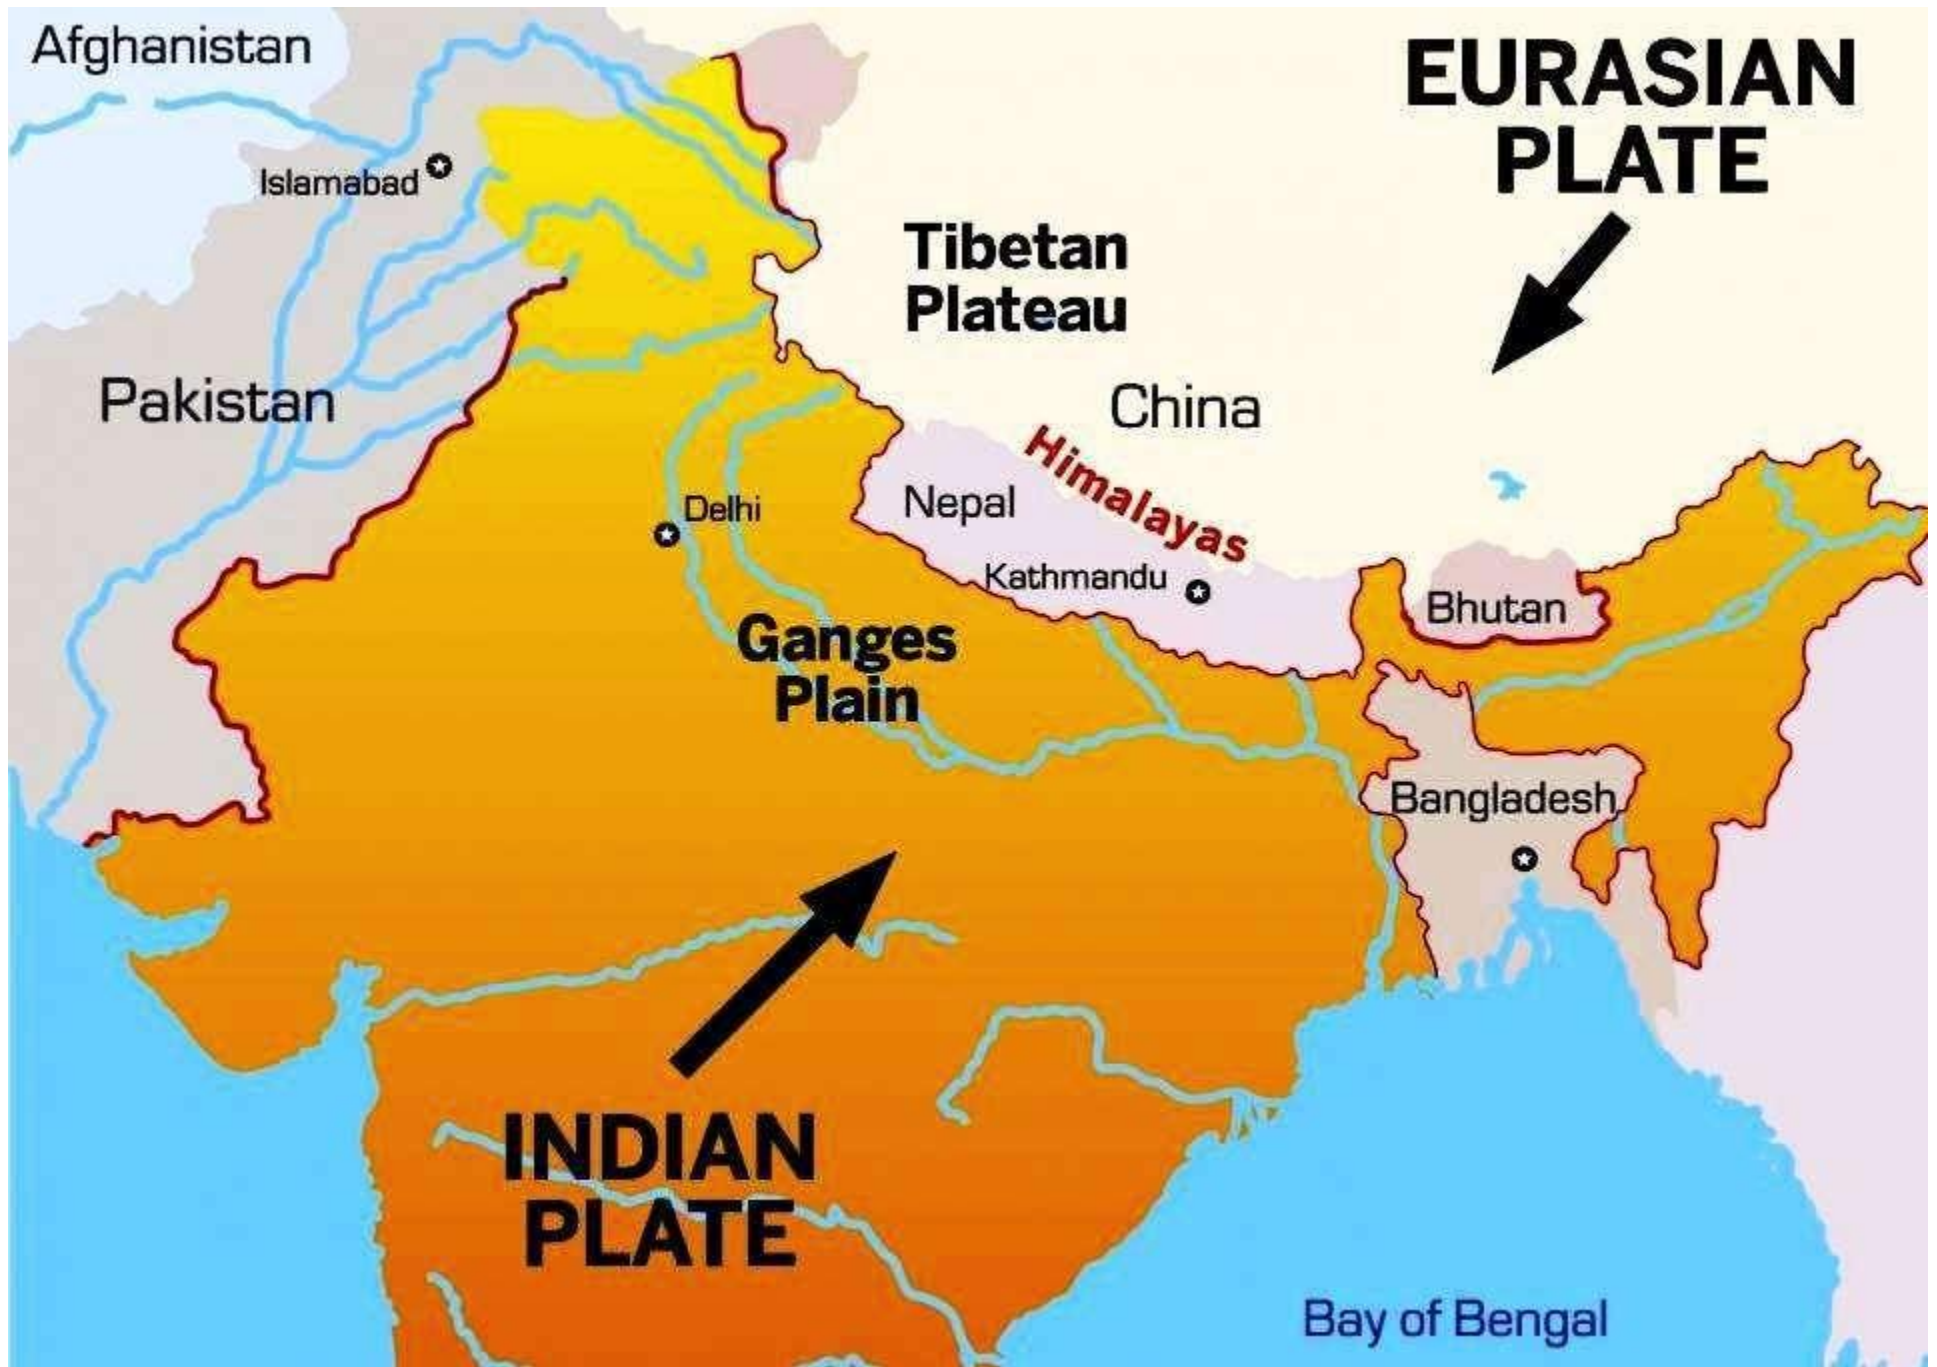 Afghanistan
EURASIAN
PLATE
Islamabad
Tibetan
Plateau
Pakistan
China
Himalayas
Nepal
Delhi
Kathmandu
Bhutan
Ganges
Plain
Bangladesh
INDIAN
PLATE
Bay of Bengal